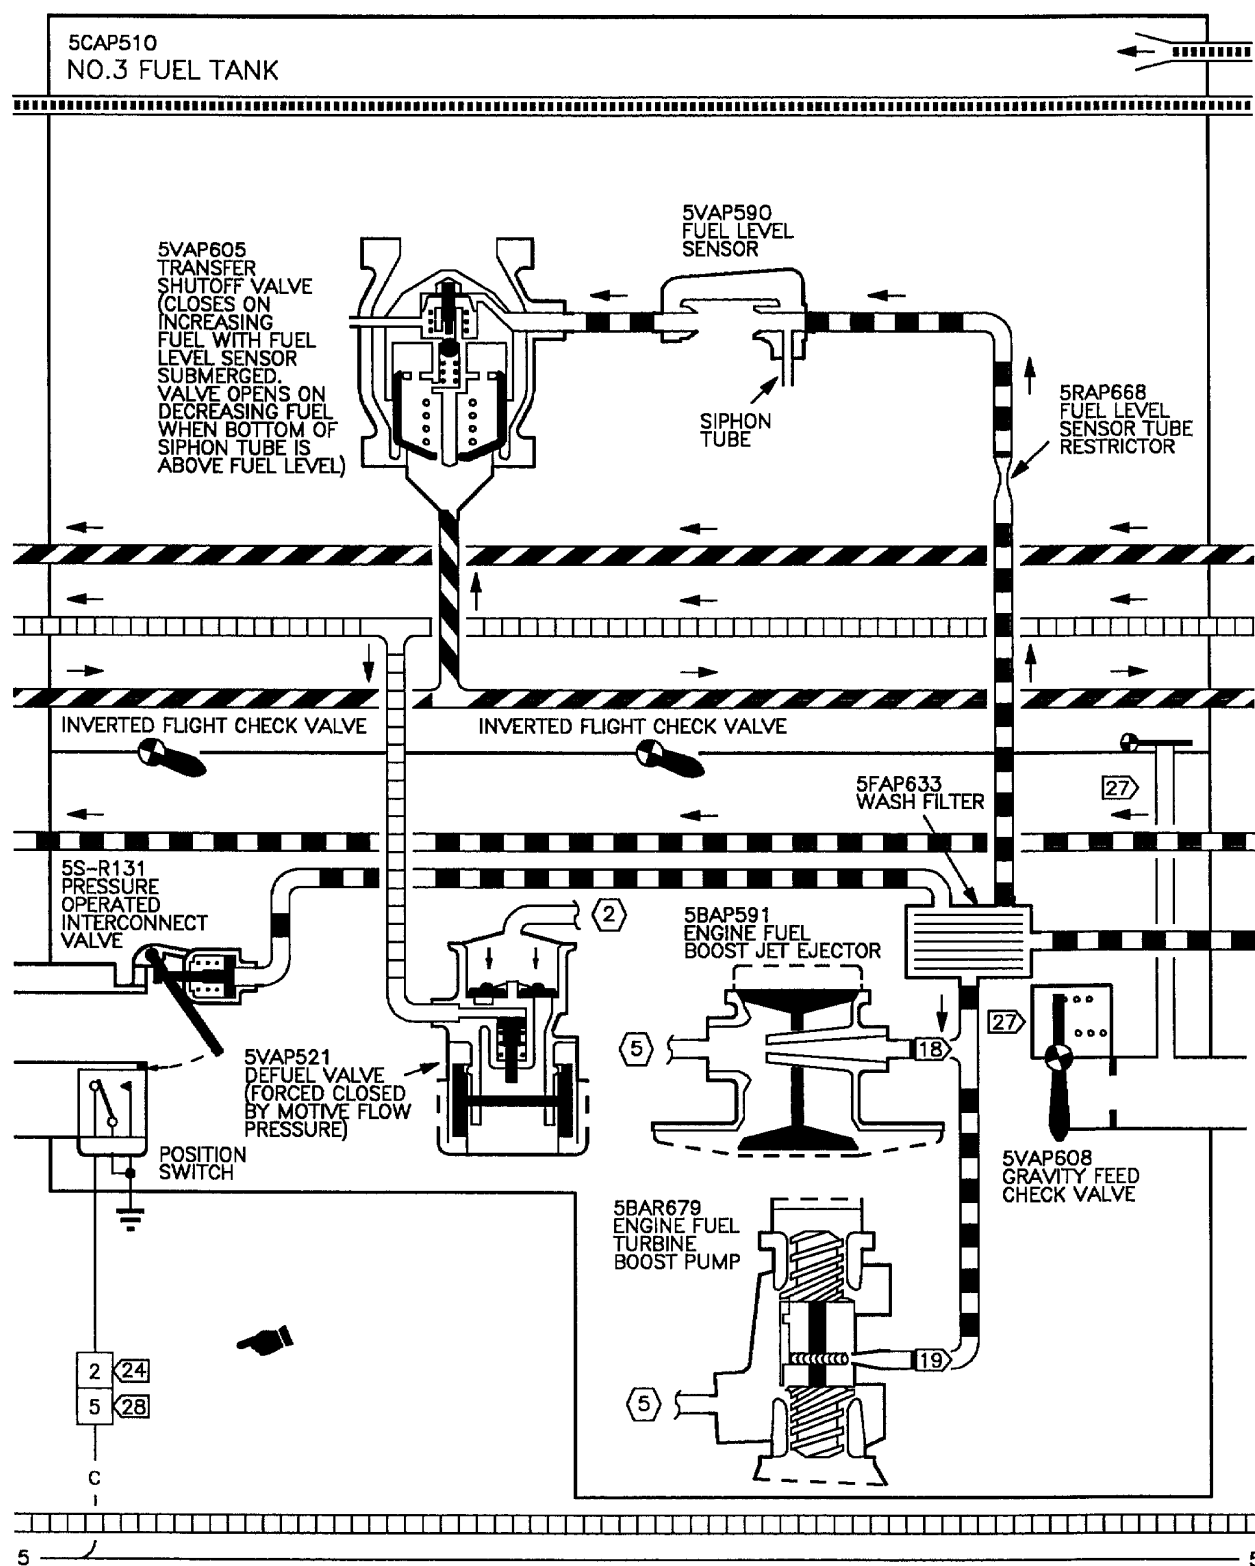 5CAP510
NO.3 FUEL TANK
5VAP590
FUEL LEVEL
SENSOR
5VAP605
TRANSFER
SHUTOFF VALVE
(CLOSES ON
INCREASING
FUEL WITH FUEL
LEVEL SENSOR
SUBMERGED.
VALVE OPENS ON
DECREASING FUEL
WHEN BOTTOM OF
SIPHON TUBE IS
ABOVE FUEL LEVEL)
SIPHON
TUBE
5RAP668
FUEL LEVEL
SENSOR TUBE
RESTRICTOR
INVERTED FLIGHT CHECK VALVE
INVERTED FLIGHT CHECK VALVE
5FAP633
WASH FILTER
27
5S-R131
PRESSURE
OPERATED
INTERCONNECT
VALVE
2
5BAP591
ENGINE FUEL
BOOST JET EJECTOR
27
5
18
5VAP521
DEFUEL VALVE
(FORCED CLOSED
BY MOTIVE FLOW
PRESSURE)
POSITION
SWITCH
5VAP608
GRAVITY FEED
CHECK VALVE
5BAR679
ENGINE FUEL
TURBINE
BOOST PUMP
2 24
5 28
19
5
C
5